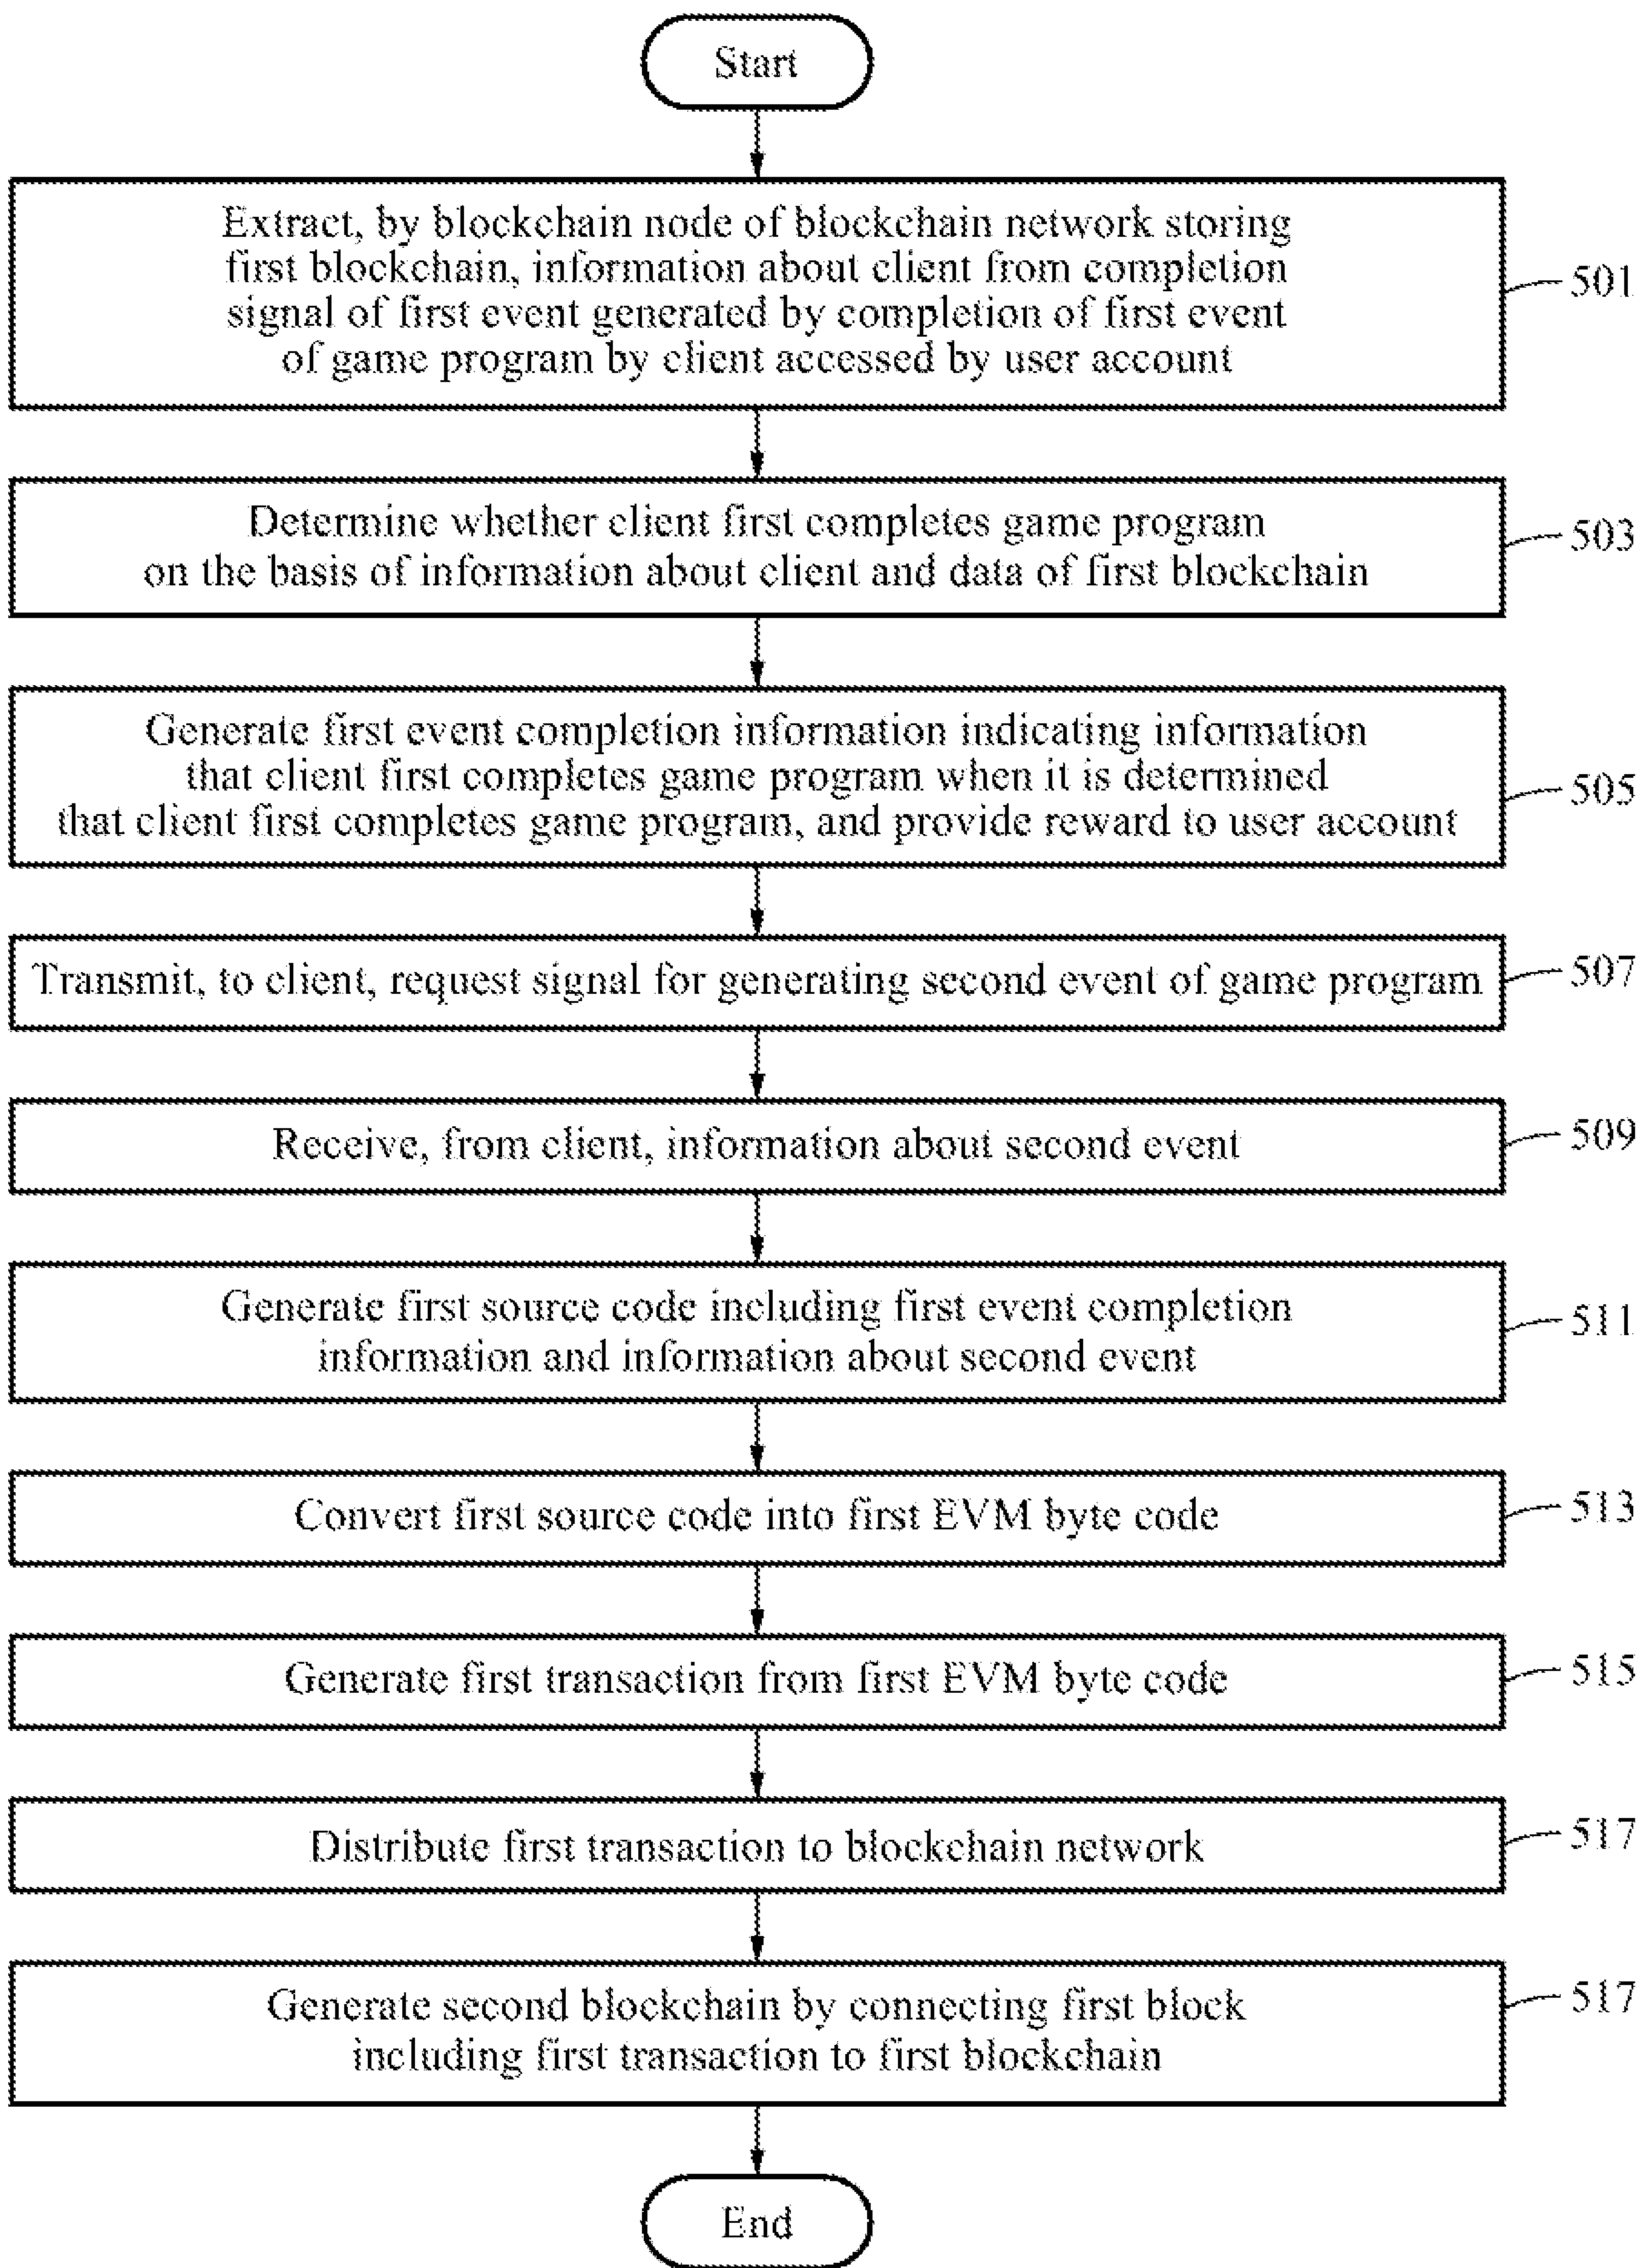 Start
Extract, by blockchain node of blockchain network storing
first blockchain, information about client from completion
signal of first event generated by completion of first event
of game program by client accessed by user account
501
Determine whether client first completes game program
on the basis of information about client and data of first blockchain
503
Generate first event completion information indicating information
that client first completes game program when it is determined
that client first completes game program, and provide reward to user account
505
Transmit, to client, request signal for generating second event of game program
507
Receive, from client, information about second event
509
Generate first source code including first event completion
information and information about second event
511
Convert first source code into first EVM byte code
513
Generate first transaction from first EVM byte code
515
Distribute first transaction to blockchain network
517
Generate second blockchain by connecting first block
including first transaction to first blockchain
517
End